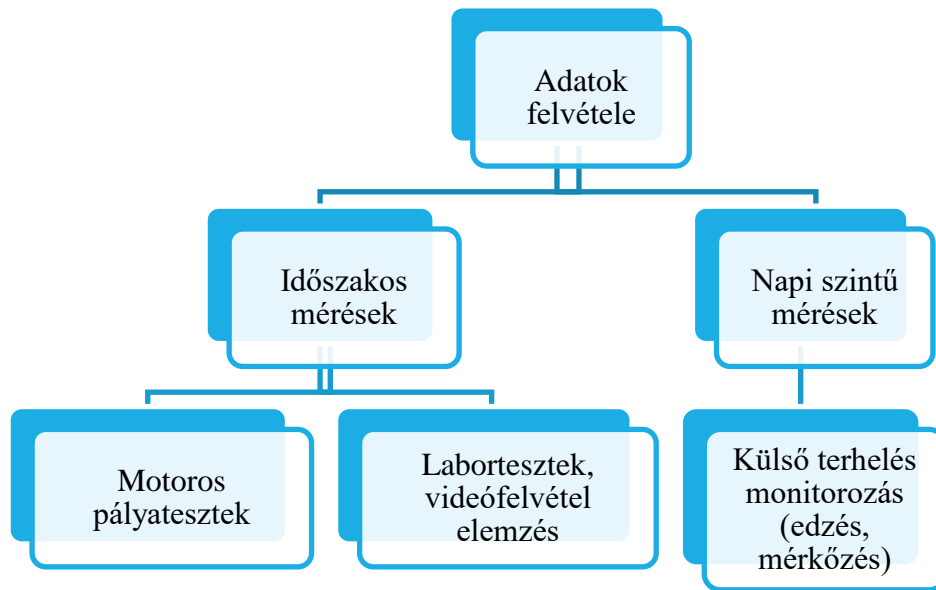 Adatok
felvétele
Időszakos
mérések
Napi szintű
mérések
Motoros
pályatesztek
Labortesztek,
videófelvétel
elemzés
Külső terhelés
monitorozás
(edzés,
mérkőzés)